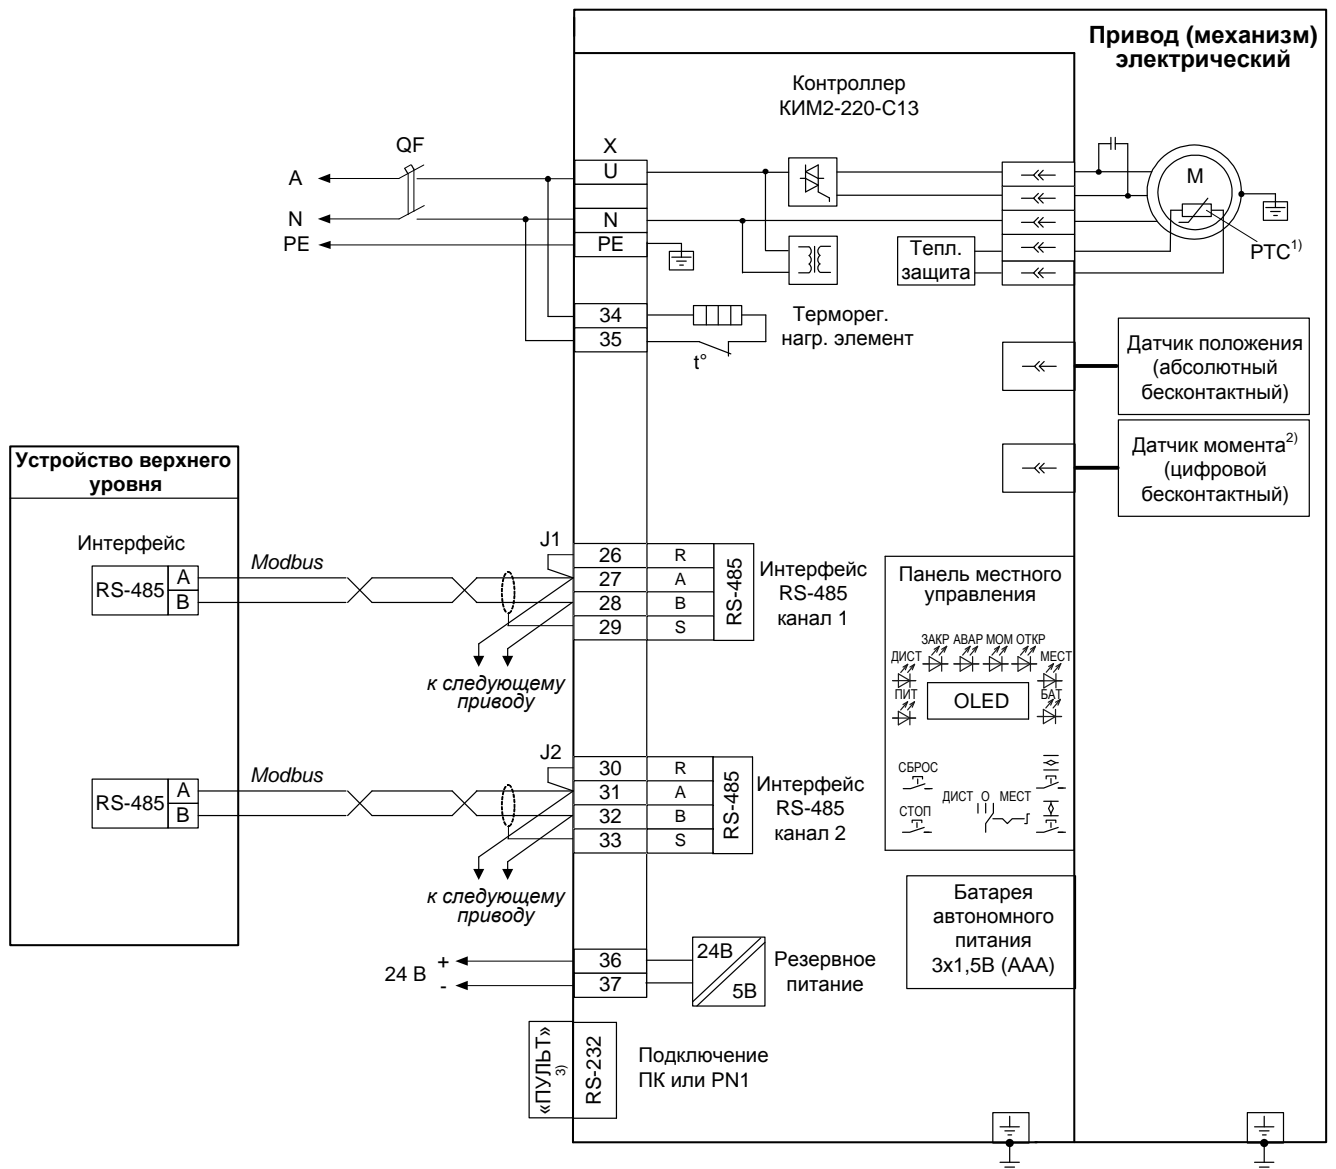 Привод (механизм)
электрический
Контроллер
КИМ2-220-С13
QF
X
A
U
N
N
PE
PE
M
PTC1)
Тепл.
защита
34
35
Терморег.
нагр. элемент
t°
Датчик положения
(абсолютный
бесконтактный)
Датчик момента2)
(цифровой
бесконтактный)
Устройство верхнего
уровня
Интерфейс
RS-485
A
B
Modbus
J1
26
R
27
A
28
B
29
S
RS-485
Интерфейс
RS-485
канал 1
к следующему
приводу
RS-485
A
B
Modbus
J2
30
R
31
A
32
B
33
S
RS-485
Интерфейс
RS-485
канал 2
к следующему
приводу
Панель местного
управления
ЗАКР АВАР МОМ ОТКР
ДИСТ
МЕСТ
ПИТ
OLED
БАТ
СБРОС
ДИСТ О МЕСТ
СТОП
Батарея
автономного
питания
3х1,5В (ААА)
24 В
+
-
36
37
24В
5В
Резервное
питание
«ПУЛЬТ»
3)
RS-232
Подключение
ПК или PN1